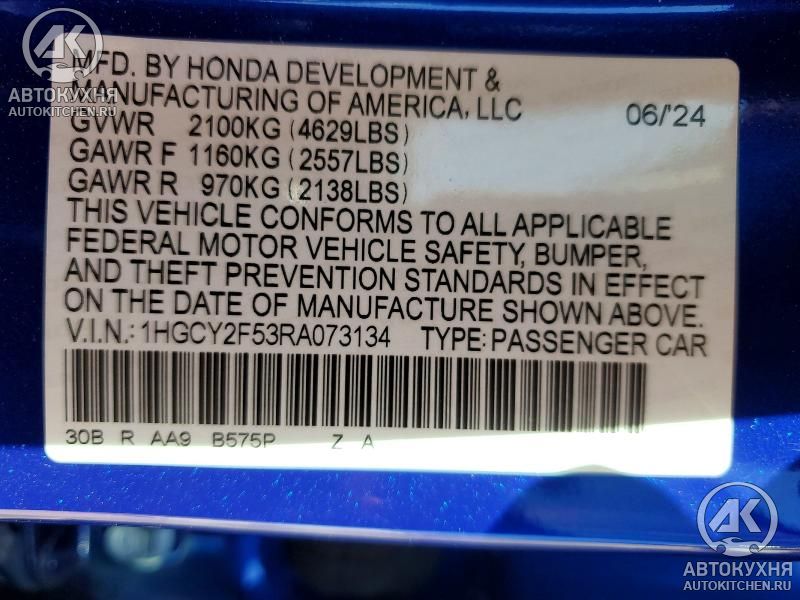 AK
АВТОКУХНЯ
AUTOKITCHEN.RU
MFD. BY HONDA DEVELOPMENT &
MANUFACTURING OF AMERICA, LLC 06/'24
GVWR 2100KG (4629LBS)
GAWR F 1160KG (2557LBS)
GAWR R 970KG (2138LBS)
THIS VEHICLE CONFORMS TO ALL APPLICABLE
FEDERAL MOTOR VEHICLE SAFETY, BUMPER,
AND THEFT PREVENTION STANDARDS IN EFFECT
ON THE DATE OF MANUFACTURE SHOWN ABOVE.
V.I.N.: 1HGCY2F53RA073134 TYPE: PASSENGER CAR
30B R AA9 B575P Z A
AK
АВТОКУХНЯ
AUTOKITCHEN.RU